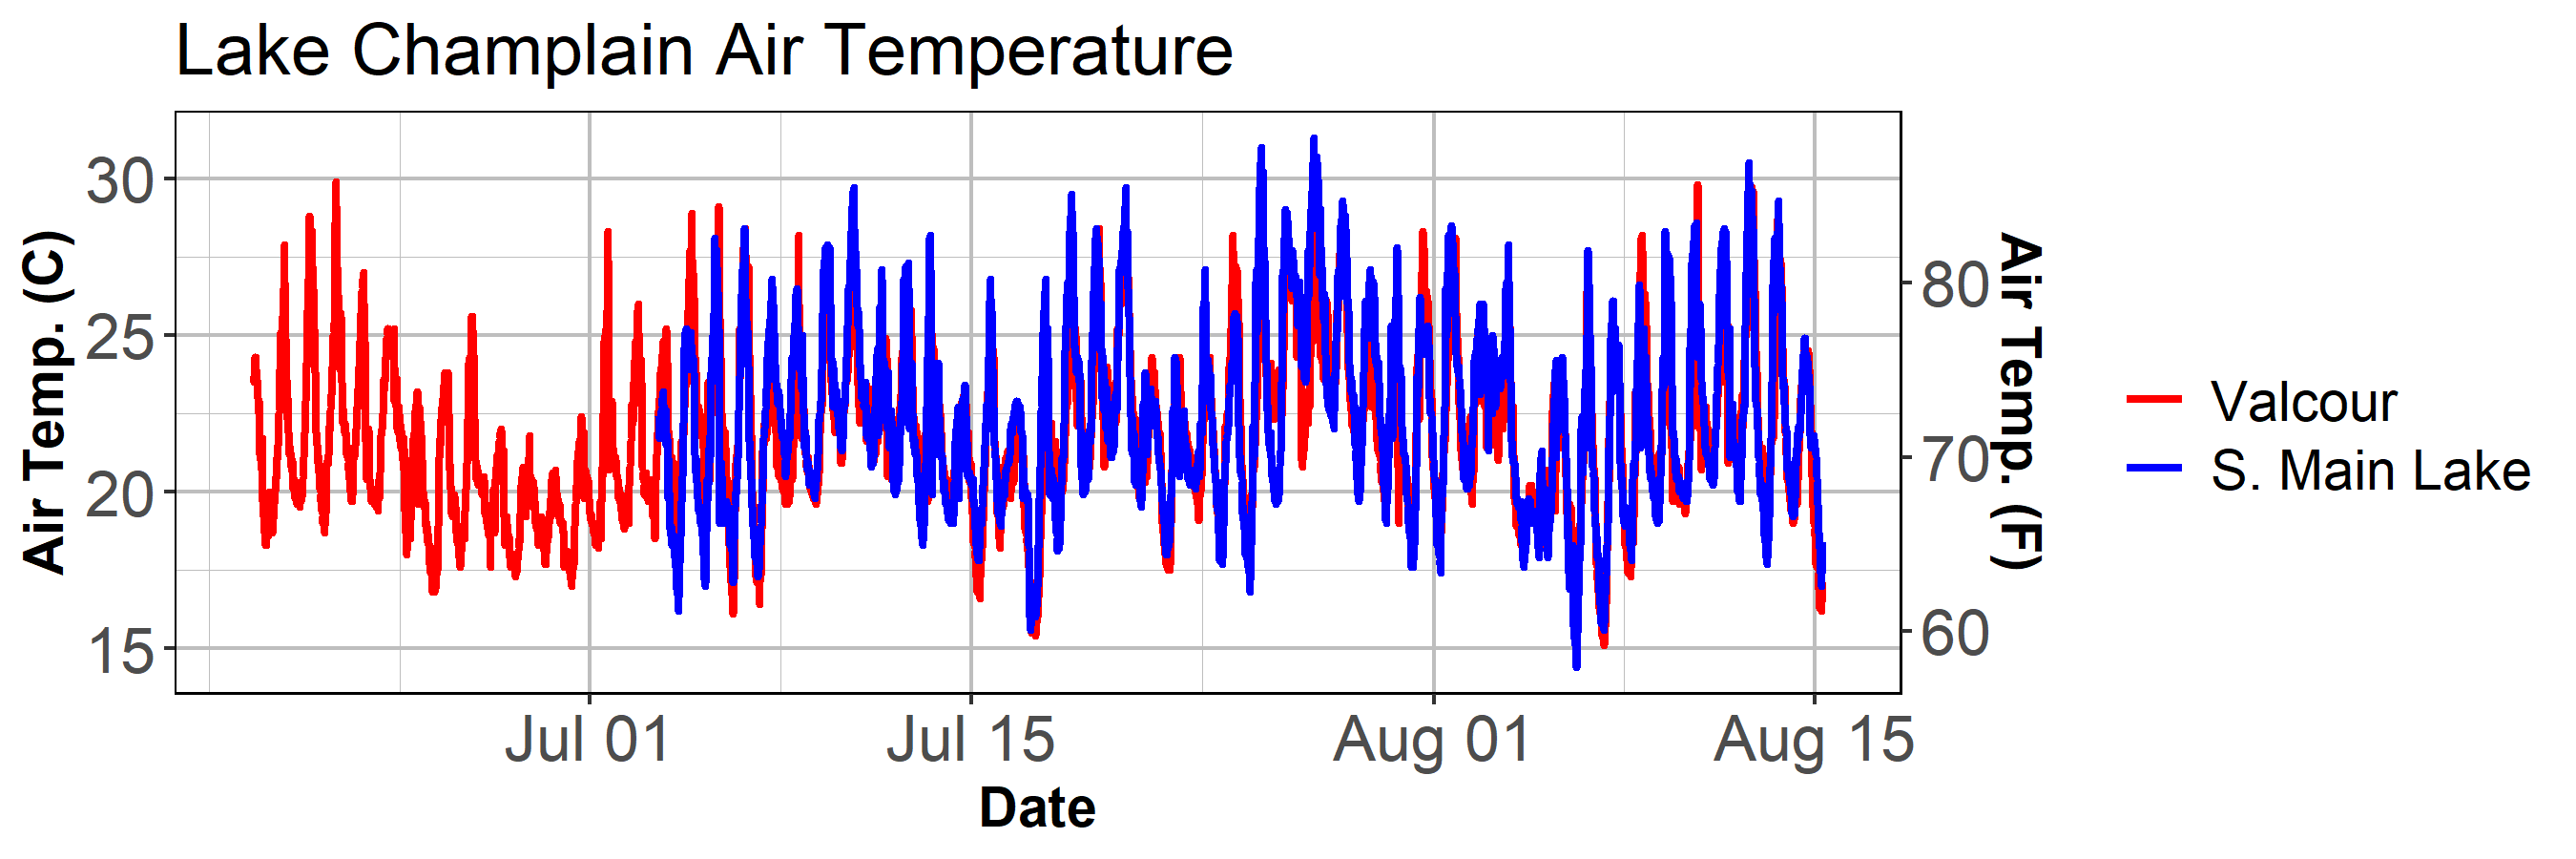 Lake Champlain Air Temperature
Air Temp. (C)
30
25
20
15
Air Temp. (F)
80
70
60
Jul 01
Jul 15
Aug 01
Aug 15
Date
Valcour
S. Main Lake